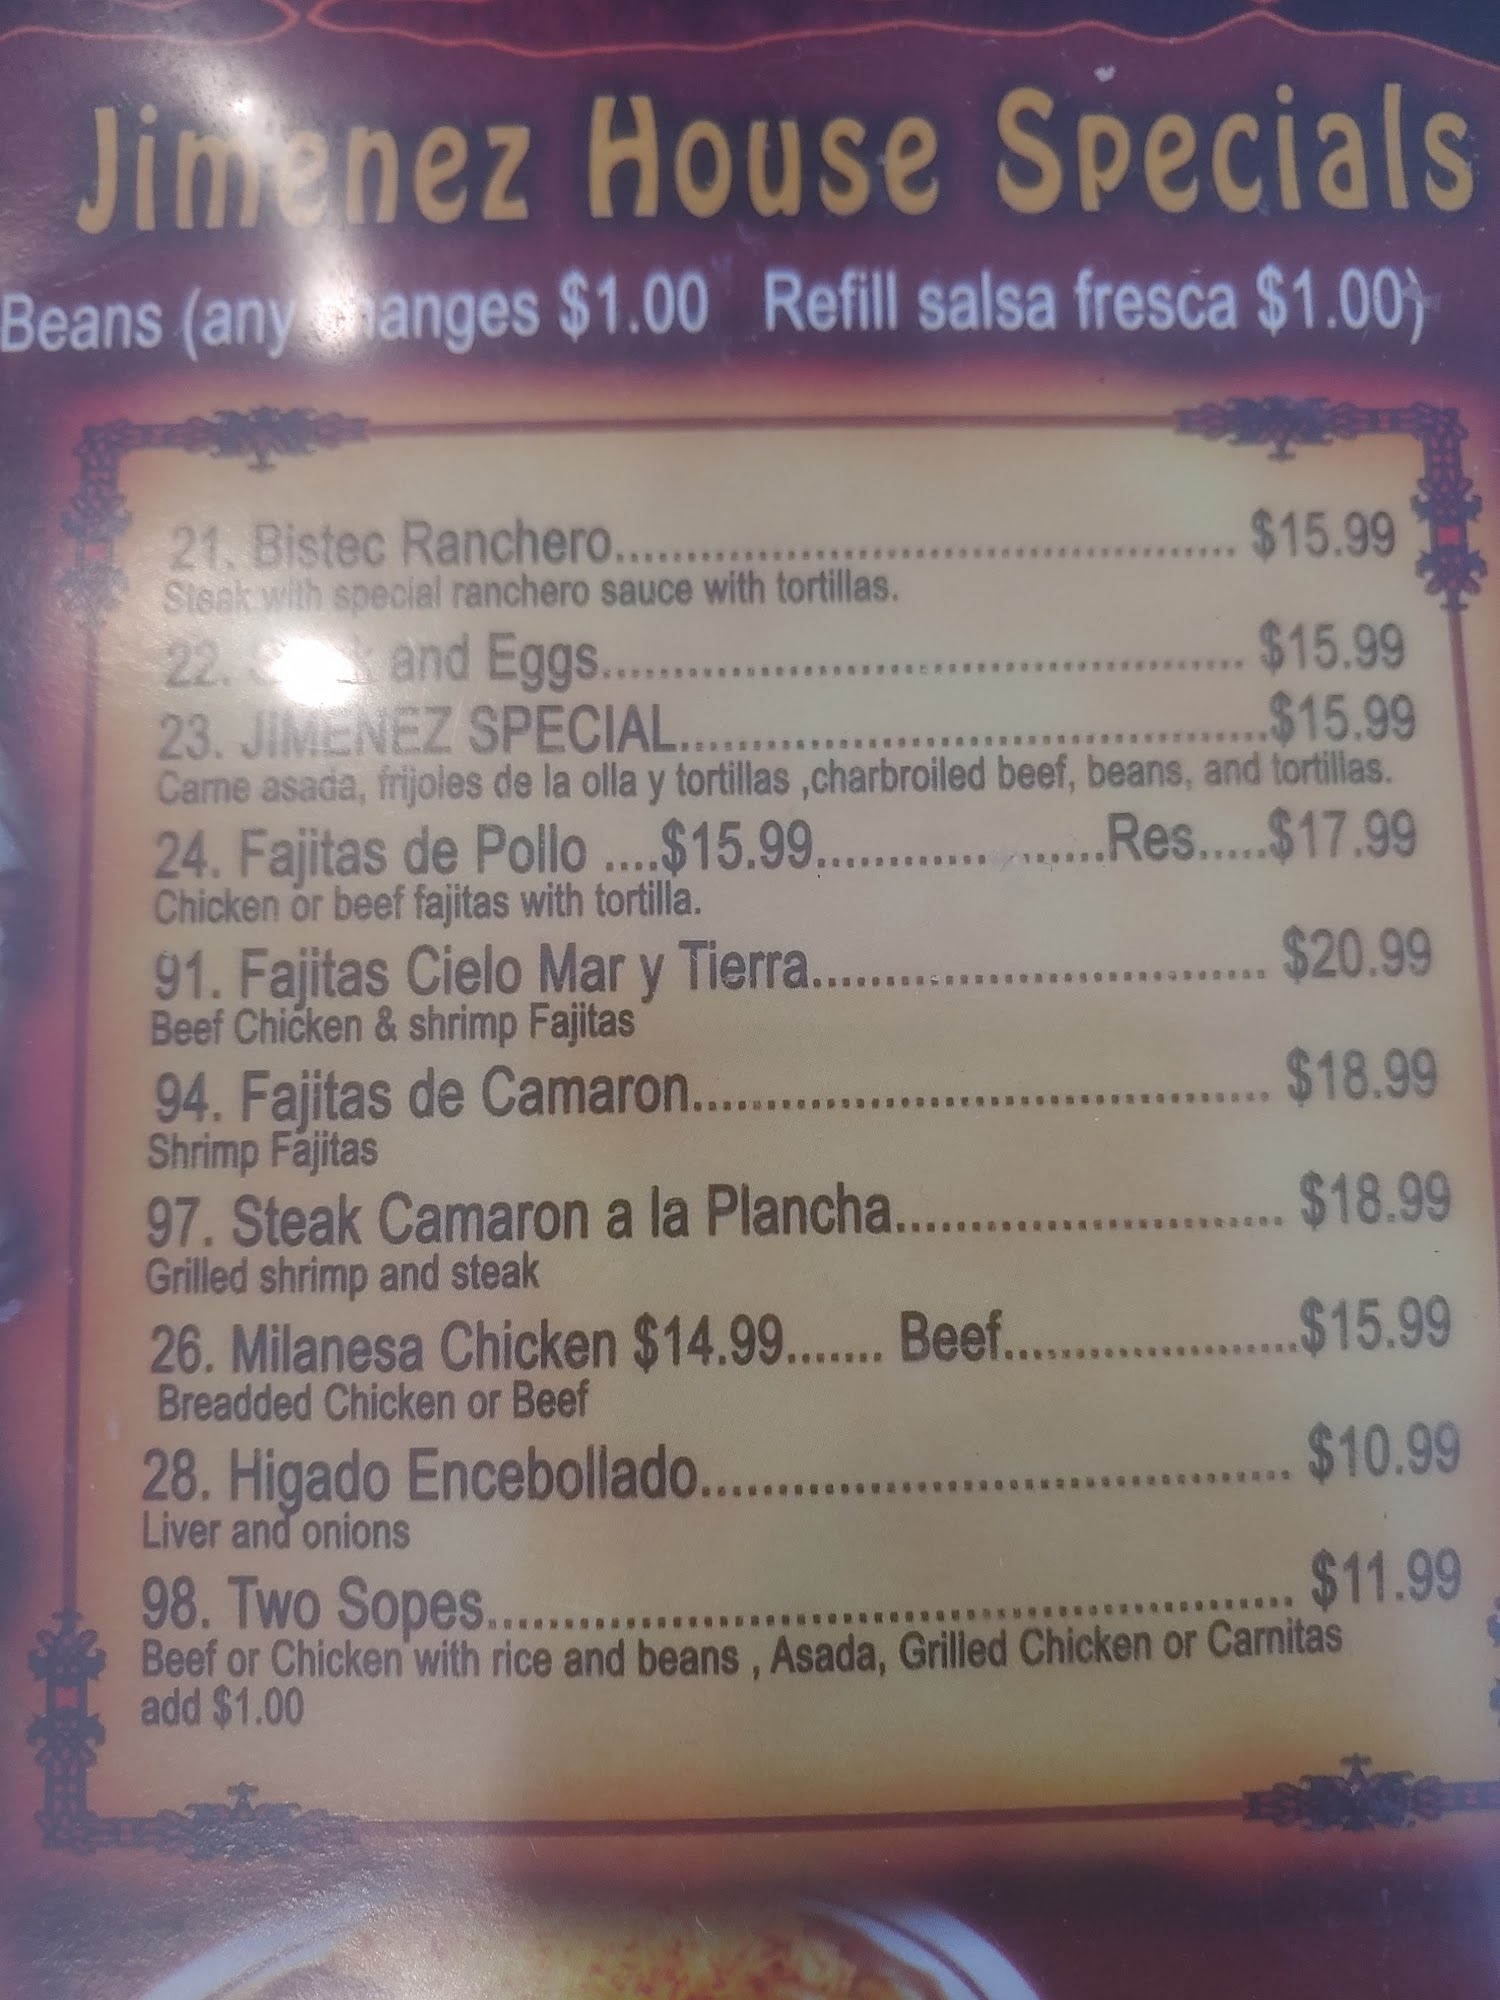 Jimenez House Specials
Beans (any changes $1.00 Refill salsa fresca $1.00)
21. Bistec Ranchero........................................ $15.99
Steak with special ranchero sauce with tortillas.
22. and Eggs.......................................... $15.99
23. JIMENEZ SPECIAL......................................$15.99
Carne asada, frijoles de la olla y tortillas ,charbroiled beef, beans, and tortillas.
24. Fajitas de Pollo ....$15.99...................Res.....$17.99
Chicken or beef fajitas with tortilla.
91. Fajitas Cielo Mar y Tierra.............................. $20.99
Beef Chicken & shrimp Fajitas
94. Fajitas de Camaron...................................... $18.99
Shrimp Fajitas
97. Steak Camaron a la Plancha......................... $18.99
Grilled shrimp and steak
26. Milanesa Chicken $14.99....... Beef...................$15.99
Breadded Chicken or Beef
28. Higado Encebollado...................................... $10.99
Liver and onions
98. Two Sopes.................................................... $11.99
Beef or Chicken with rice and beans , Asada, Grilled Chicken or Carnitas
add $1.00